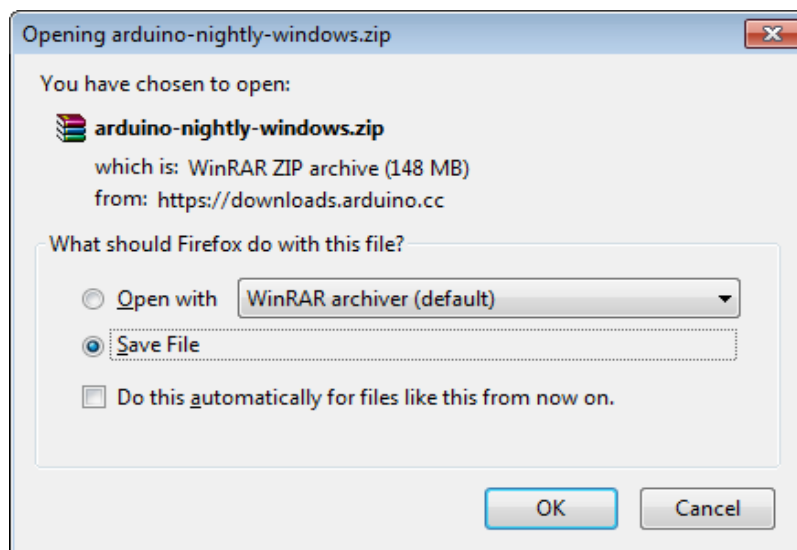 Opening arduino-nightly-windows.zip
You have chosen to open:
arduino-nightly-windows.zip
which is: WinRAR ZIP archive (148 MB)
from: https://downloads.arduino.cc
What should Firefox do with this file?
Open with WinRAR archiver (default)
Save File
Do this automatically for files like this from now on.
OK Cancel